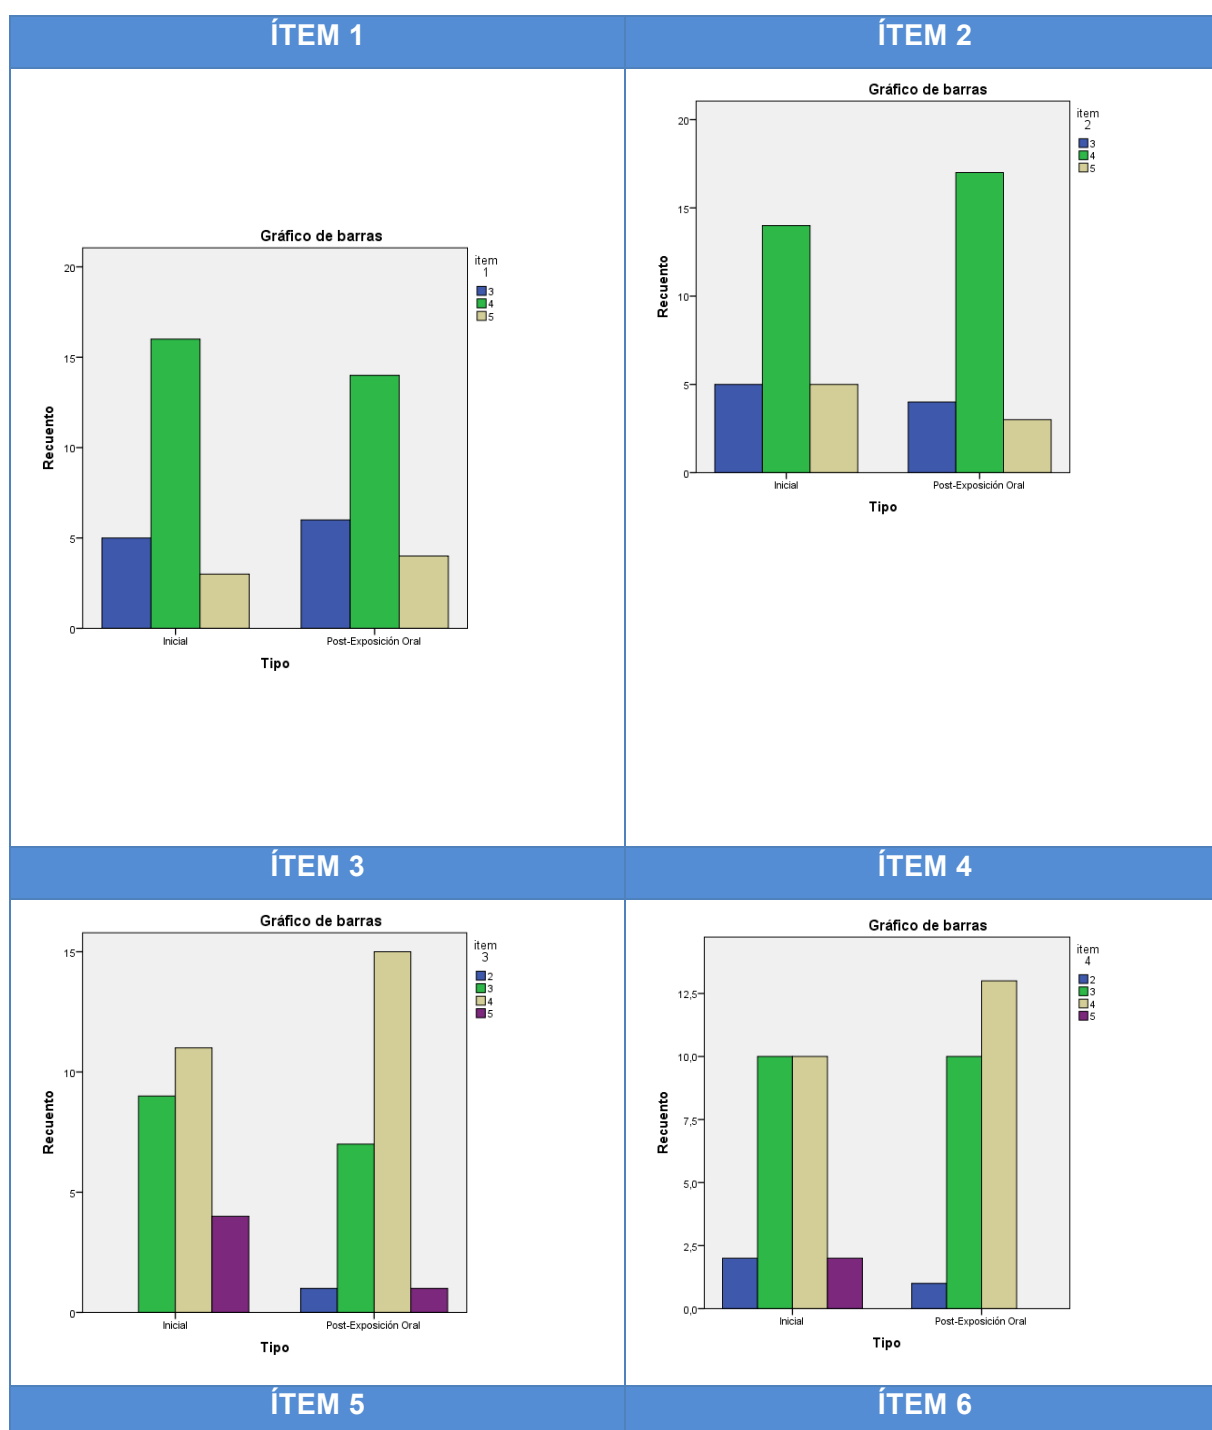 ÍTEM 1
ÍTEM 2
Gráfico de barras
item
1
3
4
5
20
15
10
5
0
Recuento
Inicial
Post-Exposición Oral
Tipo
Gráfico de barras
item
2
3
4
5
20
15
10
5
0
Recuento
Inicial
Post-Exposición Oral
Tipo
ÍTEM 3
ÍTEM 4
Gráfico de barras
item
3
2
3
4
5
15
10
5
0
Recuento
Inicial
Post-Exposición Oral
Tipo
Gráfico de barras
item
4
2
3
4
5
12,5
10,0
7,5
5,0
2,5
0,0
Recuento
Inicial
Post-Exposición Oral
Tipo
ÍTEM 5
ÍTEM 6